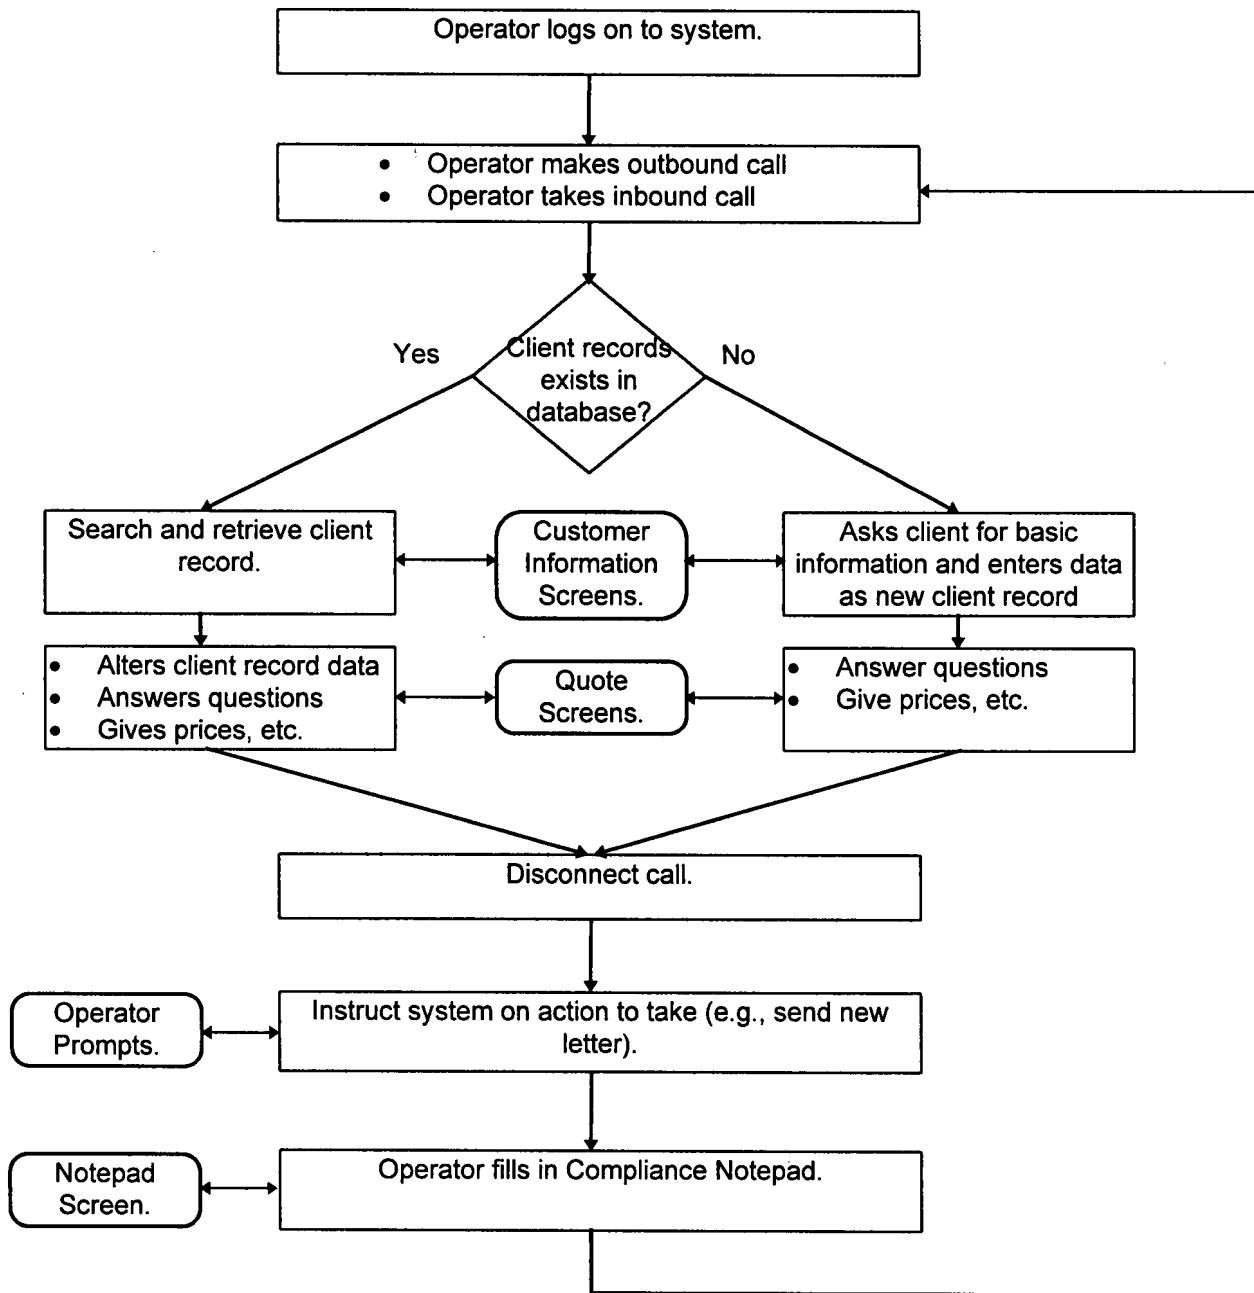 Operator logs on to system.
• Operator makes outbound call
• Operator takes inbound call
Yes
Client records
exists in
database?
No
Search and retrieve client
record.
Customer
Information
Screens.
Asks client for basic
information and enters data
as new client record
• Alters client record data
• Answers questions
• Gives prices, etc.
Quote
Screens.
• Answer questions
• Give prices, etc.
Disconnect call.
Operator
Prompts.
Instruct system on action to take (e.g., send new
letter).
Notepad
Screen.
Operator fills in Compliance Notepad.